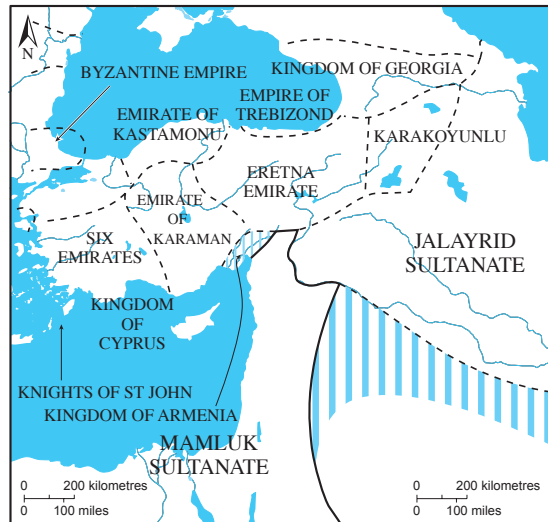 N
KINGDOM OF GEORGIA
BYZANTINE EMPIRE
EMPIRE OF
TREBIZOND
EMIRATE OF
KASTAMONU
KARAKOYUNLU
ERETNA
EMIRATE
EMIRATE
OF
KARAMAN
SIX
EMIRATES
JALAYRID
SULTANATE
KINGDOM
OF
CYPRUS
KNIGHTS OF ST JOHN
KINGDOM OF ARMENIA
MAMLUK
SULTANATE
0 200 kilometres
0 100 miles
0 200 kilometres
0 100 miles